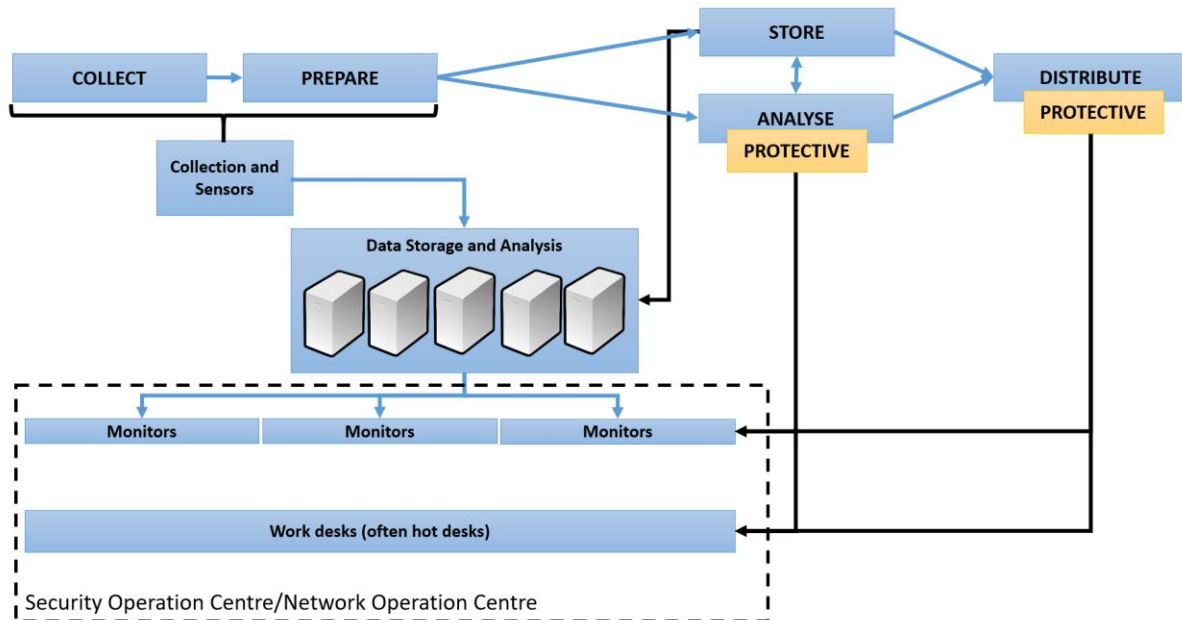 STORE
COLLECT
PREPARE
DISTRIBUTE
PROTECTIVE
ANALYSE
PROTECTIVE
Collection and
Sensors
Data Storage and Analysis
Monitors
Monitors
Monitors
Work desks (often hot desks)
Security Operation Centre/Network Operation Centre